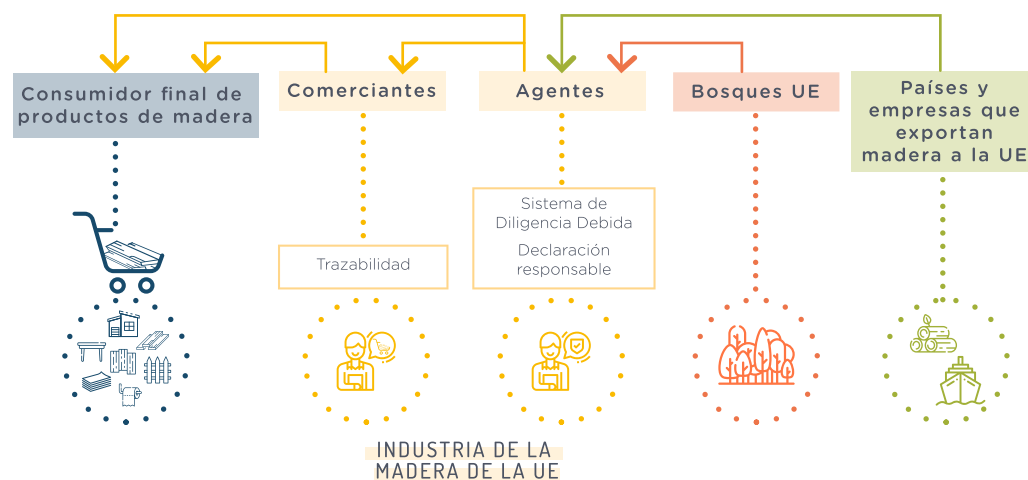 Consumidor final de
productos de madera
Comerciantes
Agentes
Bosques UE
Países y
empresas que
exportan
madera a la UE
Trazabilidad
Sistema de
Diligencia Debida
Declaración
responsable
INDUSTRIA DE LA
MADERA DE LA UE